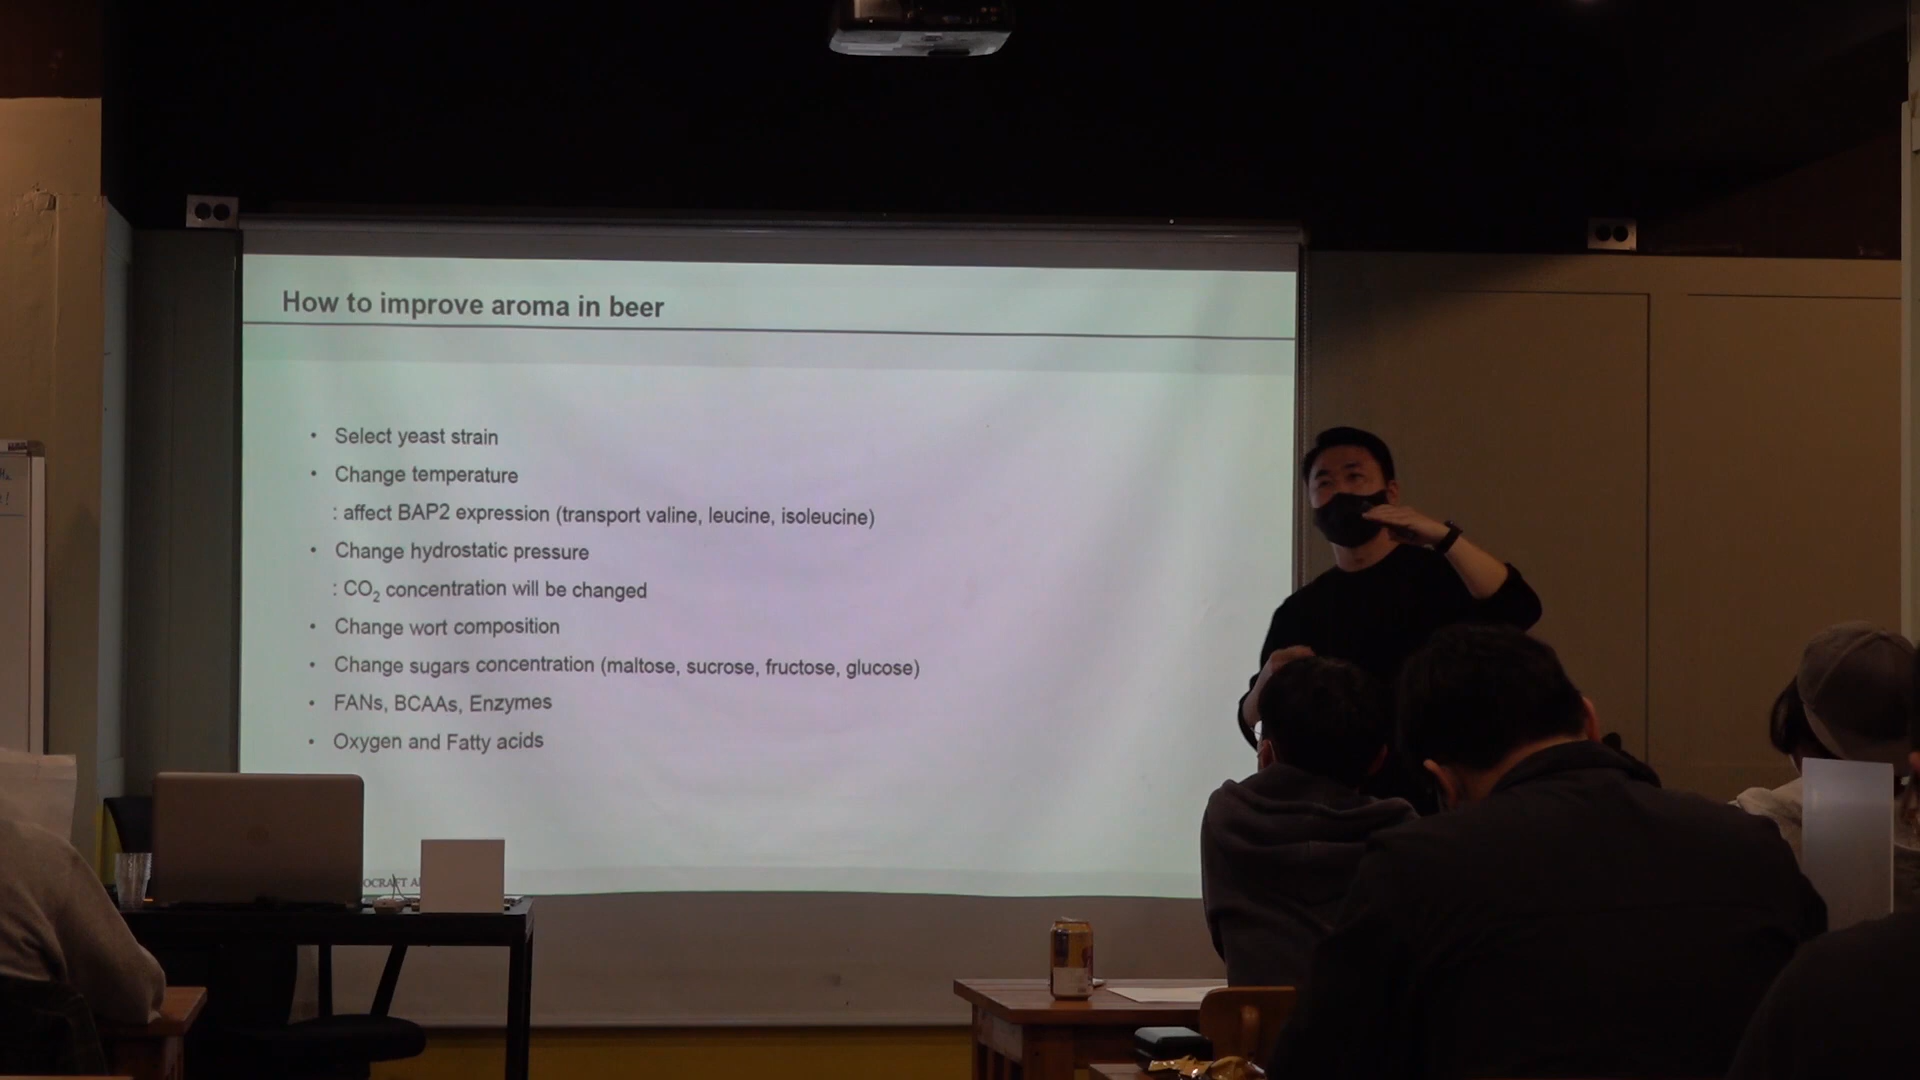 How to improve aroma in beer
• Select yeast strain
• Change temperature
: affect BAP2 expression (transport valine, leucine, isoleucine)
• Change hydrostatic pressure
: CO₂ concentration will be changed
• Change wort composition
• Change sugars concentration (maltose, sucrose, fructose, glucose)
• FANs, BCAAs, Enzymes
• Oxygen and Fatty acids